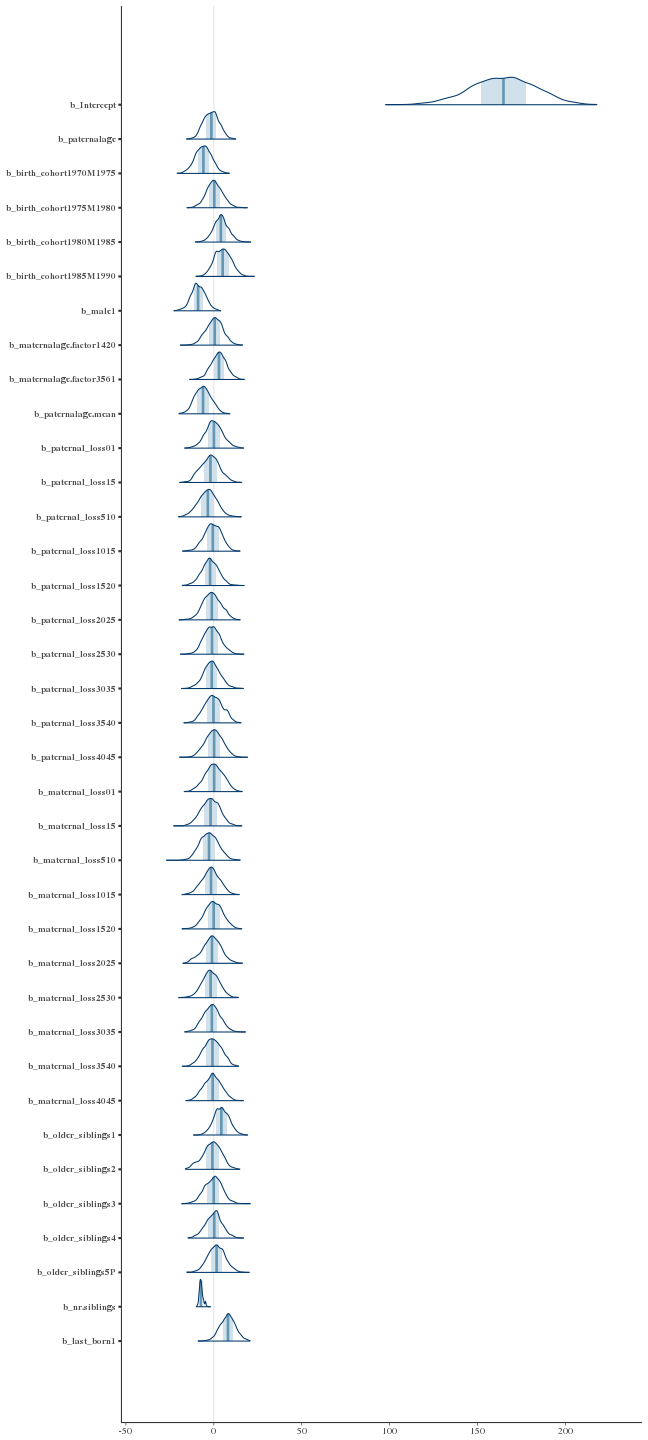 b_Intercept
b_paternalage
b_birth_cohort1970M1975
b_birth_cohort1975M1980
b_birth_cohort1980M1985
b_birth_cohort1985M1990
b_male1
b_maternalage.factor1420
b_maternalage.factor3561
b_paternalage.mean
b_paternal_loss01
b_paternal_loss15
b_paternal_loss510
b_paternal_loss1015
b_paternal_loss1520
b_paternal_loss2025
b_paternal_loss2530
b_paternal_loss3035
b_paternal_loss3540
b_paternal_loss4045
b_maternal_loss01
b_maternal_loss15
b_maternal_loss510
b_maternal_loss1015
b_maternal_loss1520
b_maternal_loss2025
b_maternal_loss2530
b_maternal_loss3035
b_maternal_loss3540
b_maternal_loss4045
b_older_siblings1
b_older_siblings2
b_older_siblings3
b_older_siblings4
b_older_siblings5P
b_nr.siblings
b_last_born1
-50 0 50 100 150 200